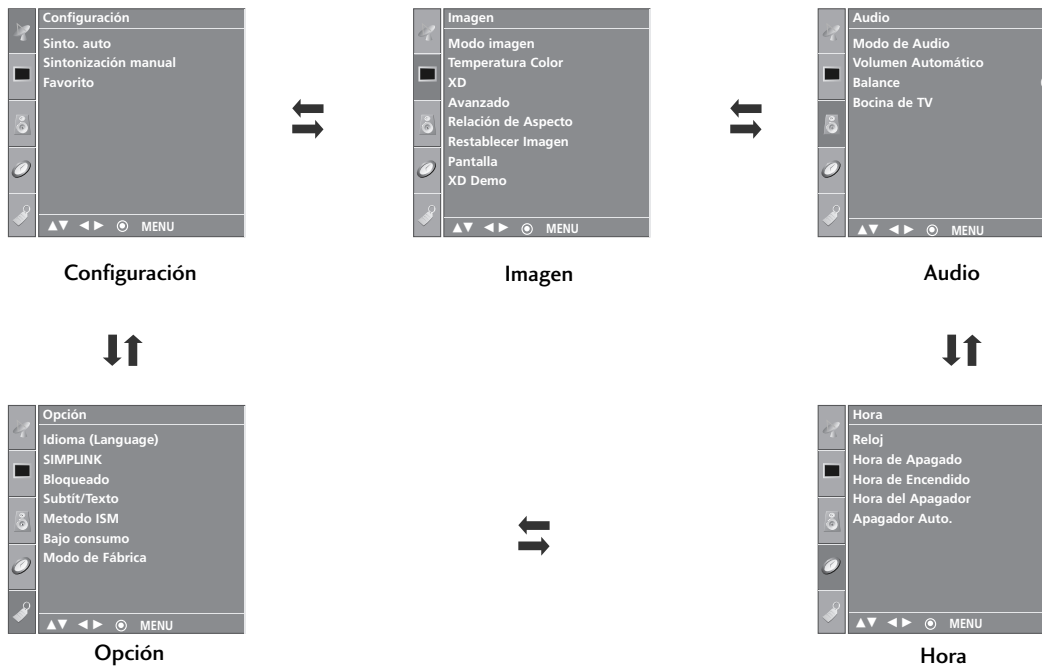 Configuración
Sinto. auto
Sintonización manual
Favorito
MENU
Configuración
Imagen
Modo imagen
Temperatura Color
XD
Avanzado
Relación de Aspecto
Restablecer Imagen
Pantalla
XD Demo
MENU
Imagen
Audio
Modo de Audio
Volumen Automático
Balance
Bocina de TV
MENU
Audio
Opción
Idioma (Language)
SIMPLINK
Bloqueado
Subtít/Texto
Metodo ISM
Bajo consumo
Modo de Fábrica
MENU
Opción
Hora
Reloj
Hora de Apagado
Hora de Encendido
Hora del Apagador
Apagador Auto.
MENU
Hora